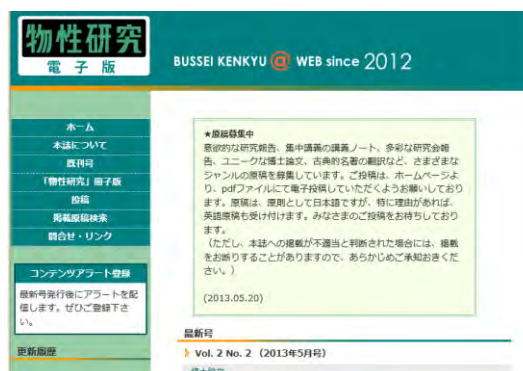 物性研究
電子版
BUSSEI KENKYU @ WEB since 2012
ホーム
本誌について
既刊号
「物性研究」冊子版
投稿
掲載原稿検索
問合せ・リンク
コンテンツアラート登録
最新号発行後にアラートを配
信します。ぜひご登録下さ
い。
更新履歴
★原稿募集中
意欲的な研究報告、集中講義の講義ノート、多彩な研究会報
告、ユニークな博士論文、古典的名著の翻訳など、さまざまな
ジャンルの原稿を募集しています。ご投稿は、ホームページよ
り、pdfファイルにて電子投稿していただくようお願いしており
ます。原稿は、原則として日本語ですが、特に理由があれば、
英語原稿も受け付けます。みなさまのご投稿をお待ちしており
ます。
（ただし、本誌への掲載が不適当と判断された場合には、掲載
をお断りすることがありますので、あらかじめご承知おきくだ
さい。）
(2013.05.20)
最新号
Vol. 2 No. 2 （2013年5月号）